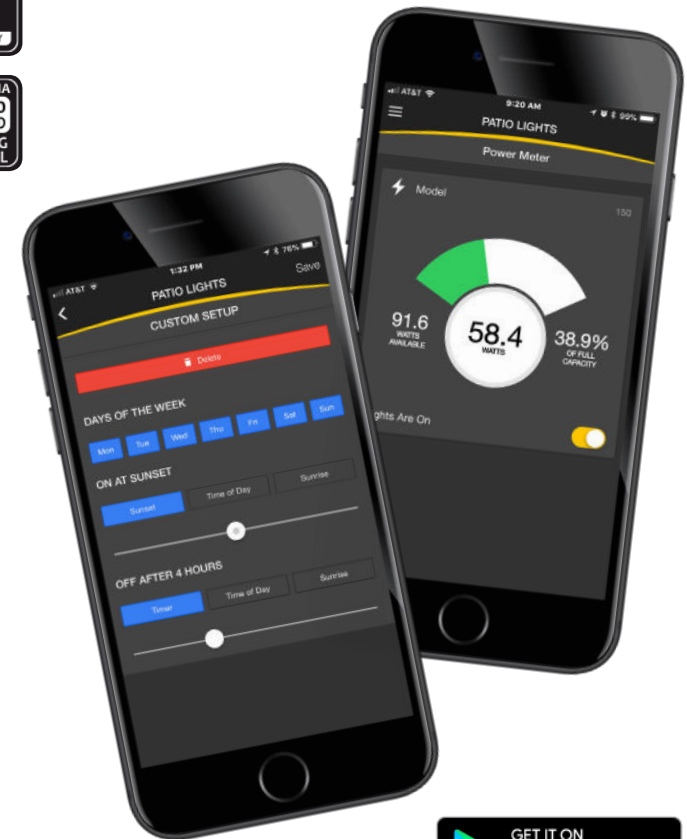 Y
IA
G
L
AT&T
9:20 AM
99%
PATIO LIGHTS
Power Meter
Model
150
91.6
WATTS
AVAILABLE
58.4
WATTS
38.9%
OF FULL
CAPACITY
ghts Are On
AT&T
1:32 PM
76%
PATIO LIGHTS
Save
CUSTOM SETUP
Delete
DAYS OF THE WEEK
Mon Tue Wed Thu Fri Sat Sun
ON AT SUNSET
Sunset Time of Day Sunrise
OFF AFTER 4 HOURS
Timer Time of Day Sunrise
GET IT ON